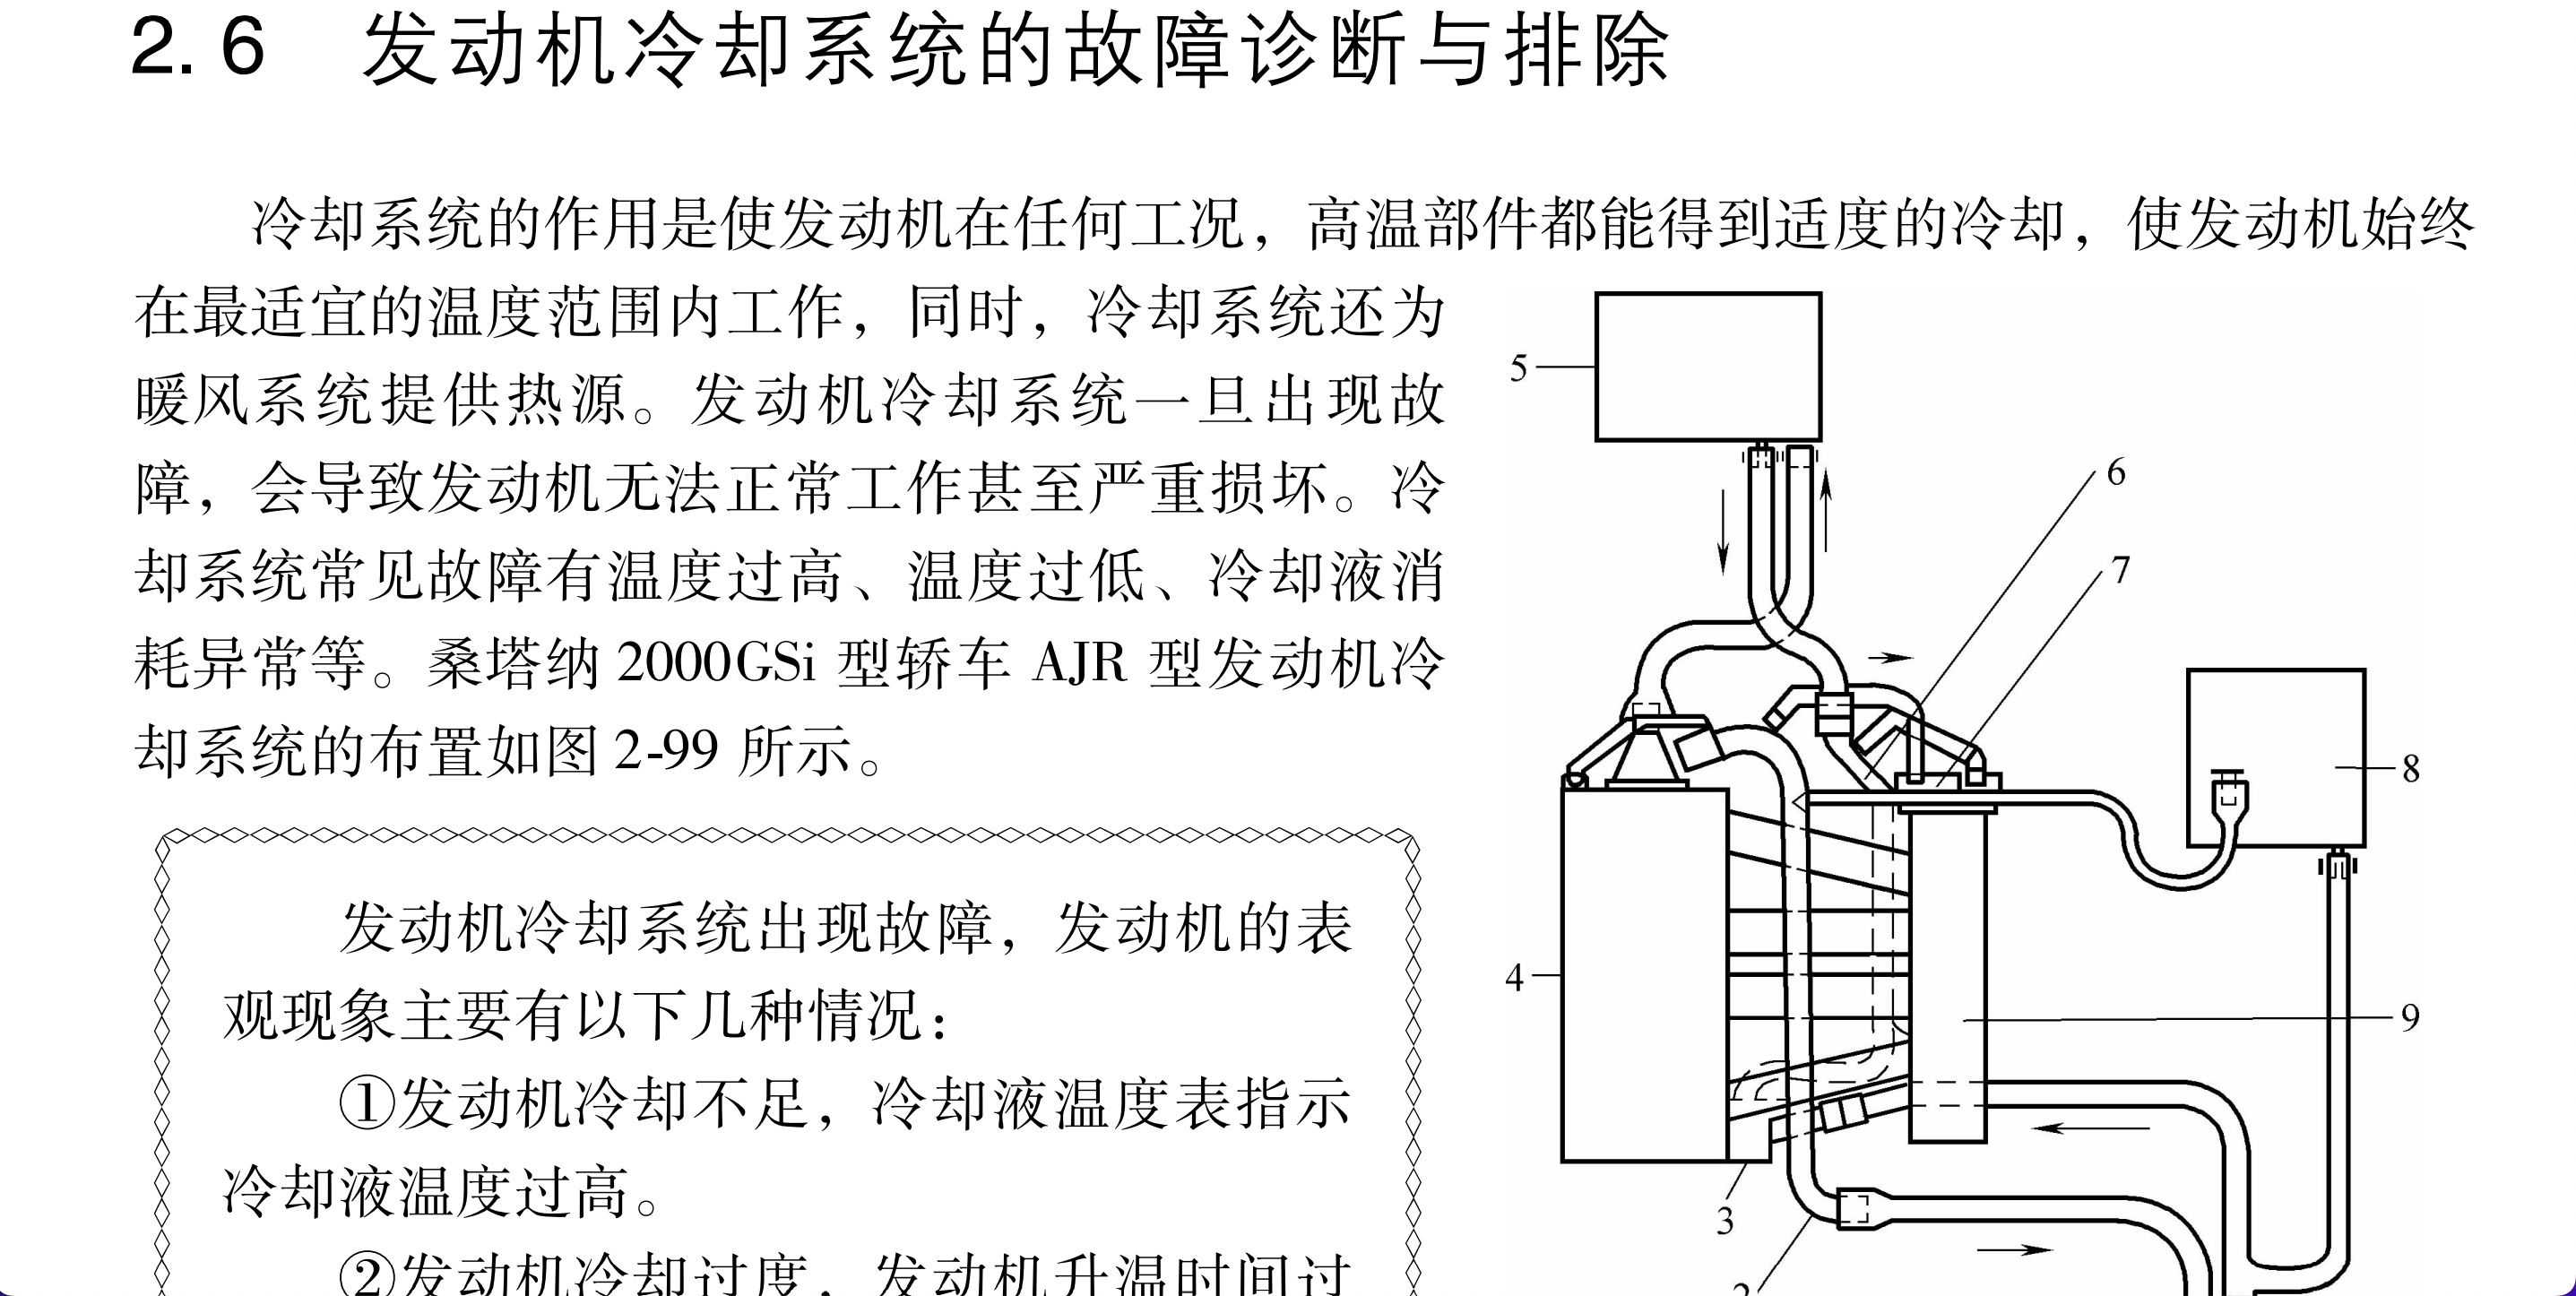 2.6 发动机冷却系统的故障诊断与排除
冷却系统的作用是使发动机在任何工况，高温部件都能得到适度的冷却，使发动机始终
在最适宜的温度范围内工作，同时，冷却系统还为
暖风系统提供热源。发动机冷却系统一旦出现故
障，会导致发动机无法正常工作甚至严重损坏。冷
却系统常见故障有温度过高、温度过低、冷却液消
耗异常等。桑塔纳 2000GSi 型轿车 AJR 型发动机冷
却系统的布置如图 2-99 所示。
发动机冷却系统出现故障，发动机的表
观现象主要有以下几种情况：
①发动机冷却不足，冷却液温度表指示
冷却液温度过高。
②发动机冷却过度，发动机升温时间过
5
6
7
8
4
9
3
2